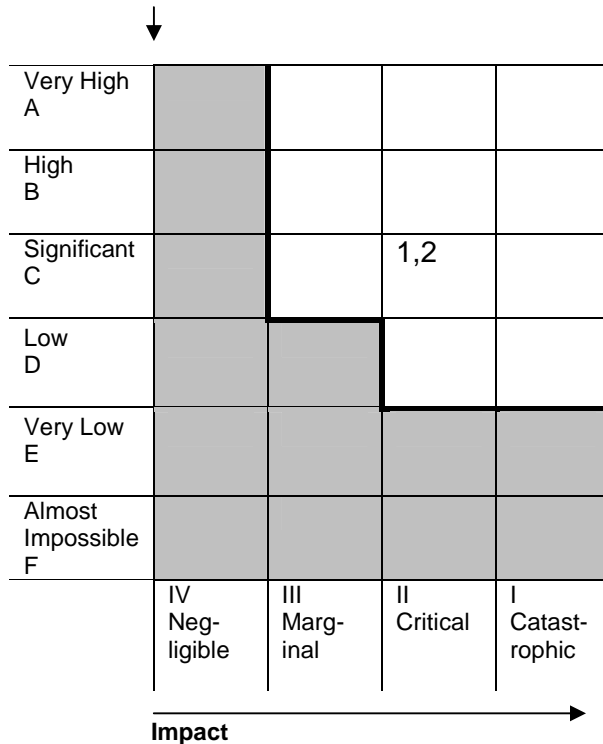 Very High
A
High
B
Significant
C
1,2
Low
D
Very Low
E
Almost
Impossible
F
IV
Neg-
ligible
III
Marg-
inal
II
Critical
I
Catast-
rophic
Impact